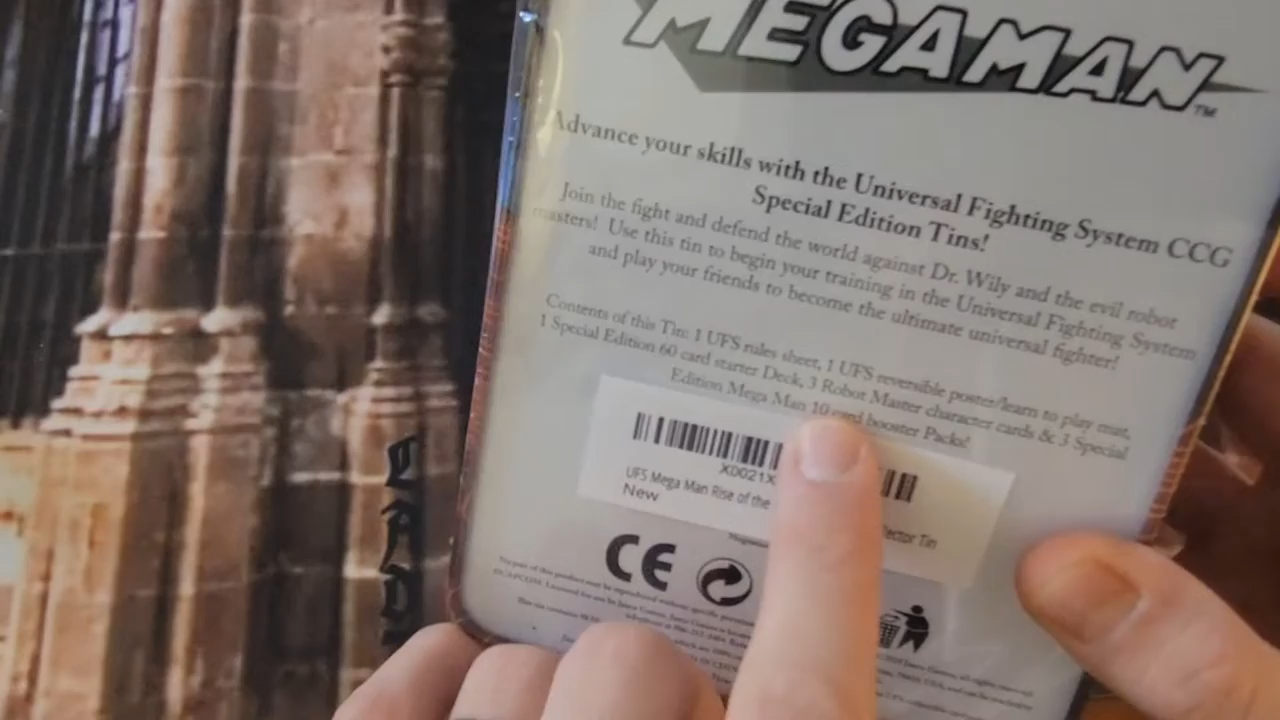 MEGAMAN™
Advance your skills with the Universal Fighting System CCG
Special Edition Tins!
Join the fight and defend the world against Dr. Wily and the evil robot
masters! Use this tin to begin your training in the Universal Fighting System
and play your friends to become the ultimate universal fighter!
Contents of this Tin: 1 UFS rules sheet, 1 UFS reversible poster/learn to play mat,
1 Special Edition 60 card starter Deck, 3 Robot Master character cards & 3 Special
Edition Mega Man 10 card booster Packs!
X0021X
UFS Mega Man Rise of the
lector Tin
New
CE